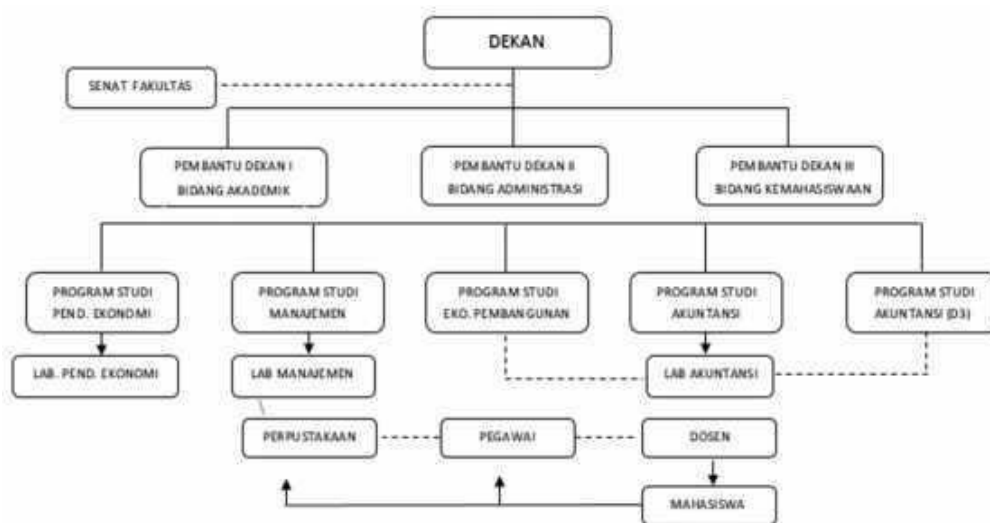 DEKAN
SENAT FAKULTAS
PEMBANTU DEKAN I
BIDANG AKADEMIK
PEMBANTU DEKAN II
BIDANG ADMINISTRASI
PEMBANTU DEKAN III
BIDANG KEMAHASISWAAN
PROGRAM STUDI
PEND. EKONOMI
PROGRAM STUDI
MANAJEMEN
PROGRAM STUDI
EKO. PEMBANGUNAN
PROGRAM STUDI
AKUNTANSI
PROGRAM STUDI
AKUNTANSI (D3)
LAB. PEND. EKONOMI
LAB MANAJEMEN
LAB AKUNTANSI
PERPUSTAKAAN
PEGAWAI
DOSEN
MAHASISWA